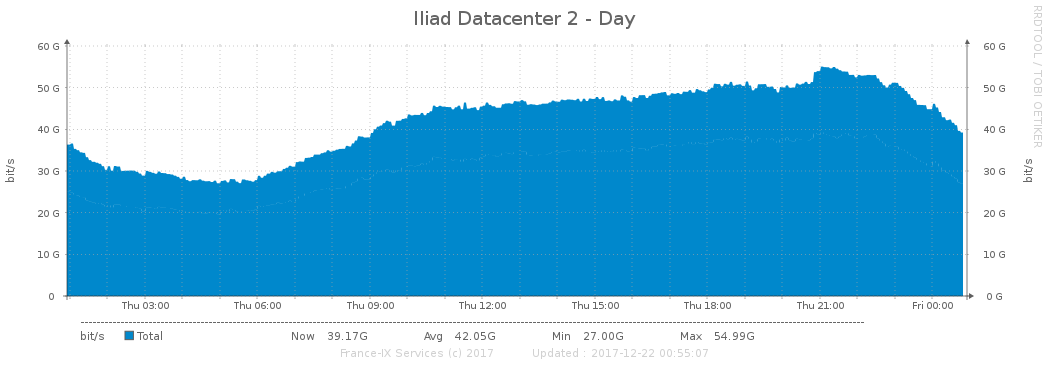 Iliad Datacenter 2 - Day
RRDTOOL / TOBI OETIKER
bit/s
60 G
50 G
40 G
30 G
20 G
10 G
0
60 G
50 G
40 G
30 G
20 G
10 G
0 G
bit/s
Thu 03:00 Thu 06:00 Thu 09:00 Thu 12:00 Thu 15:00 Thu 18:00 Thu 21:00 Fri 00:00
bit/s Total Now 39.17G Avg 42.05G Min 27.00G Max 54.99G
France-IX Services (c) 2017 Updated : 2017-12-22 00:55:07